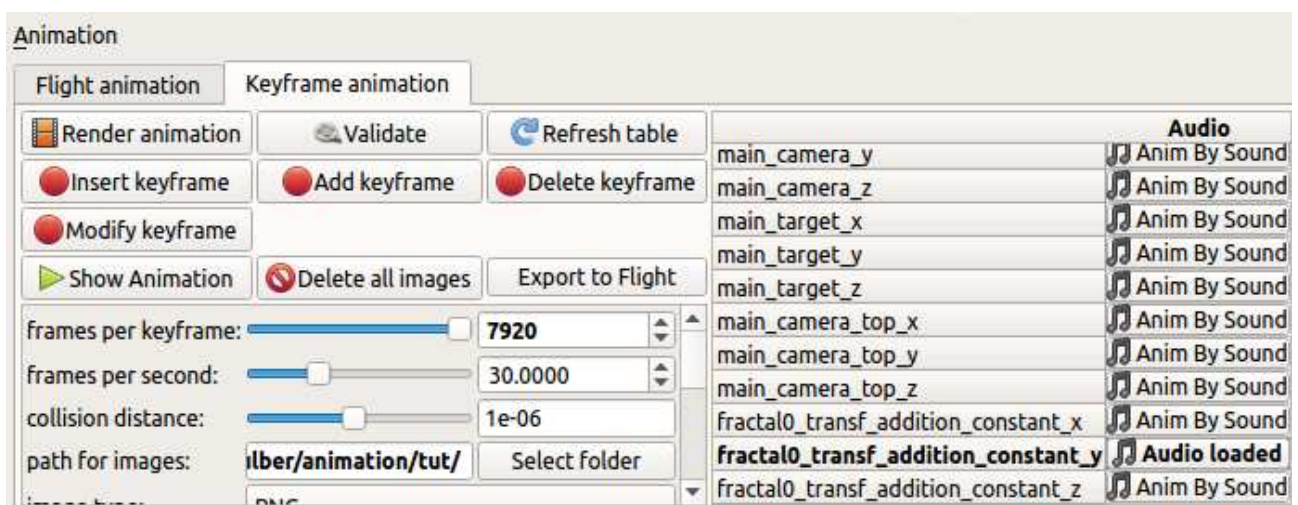 Animation
Flight animation Keyframe animation
Render animation Validate Refresh table
Insert keyframe Add keyframe Delete keyframe
Modify keyframe
Show Animation Delete all images Export to Flight
frames per keyframe: 7920
frames per second: 30.0000
collision distance: 1e-06
path for images: ılber/animation/tut/ Select folder
image type: PNG
Audio
main_camera_y Anim By Sound
main_camera_z Anim By Sound
main_target_x Anim By Sound
main_target_y Anim By Sound
main_target_z Anim By Sound
main_camera_top_x Anim By Sound
main_camera_top_y Anim By Sound
main_camera_top_z Anim By Sound
fractal0_transf_addition_constant_x Anim By Sound
fractal0_transf_addition_constant_y Audio loaded
fractal0_transf_addition_constant_z Anim By Sound